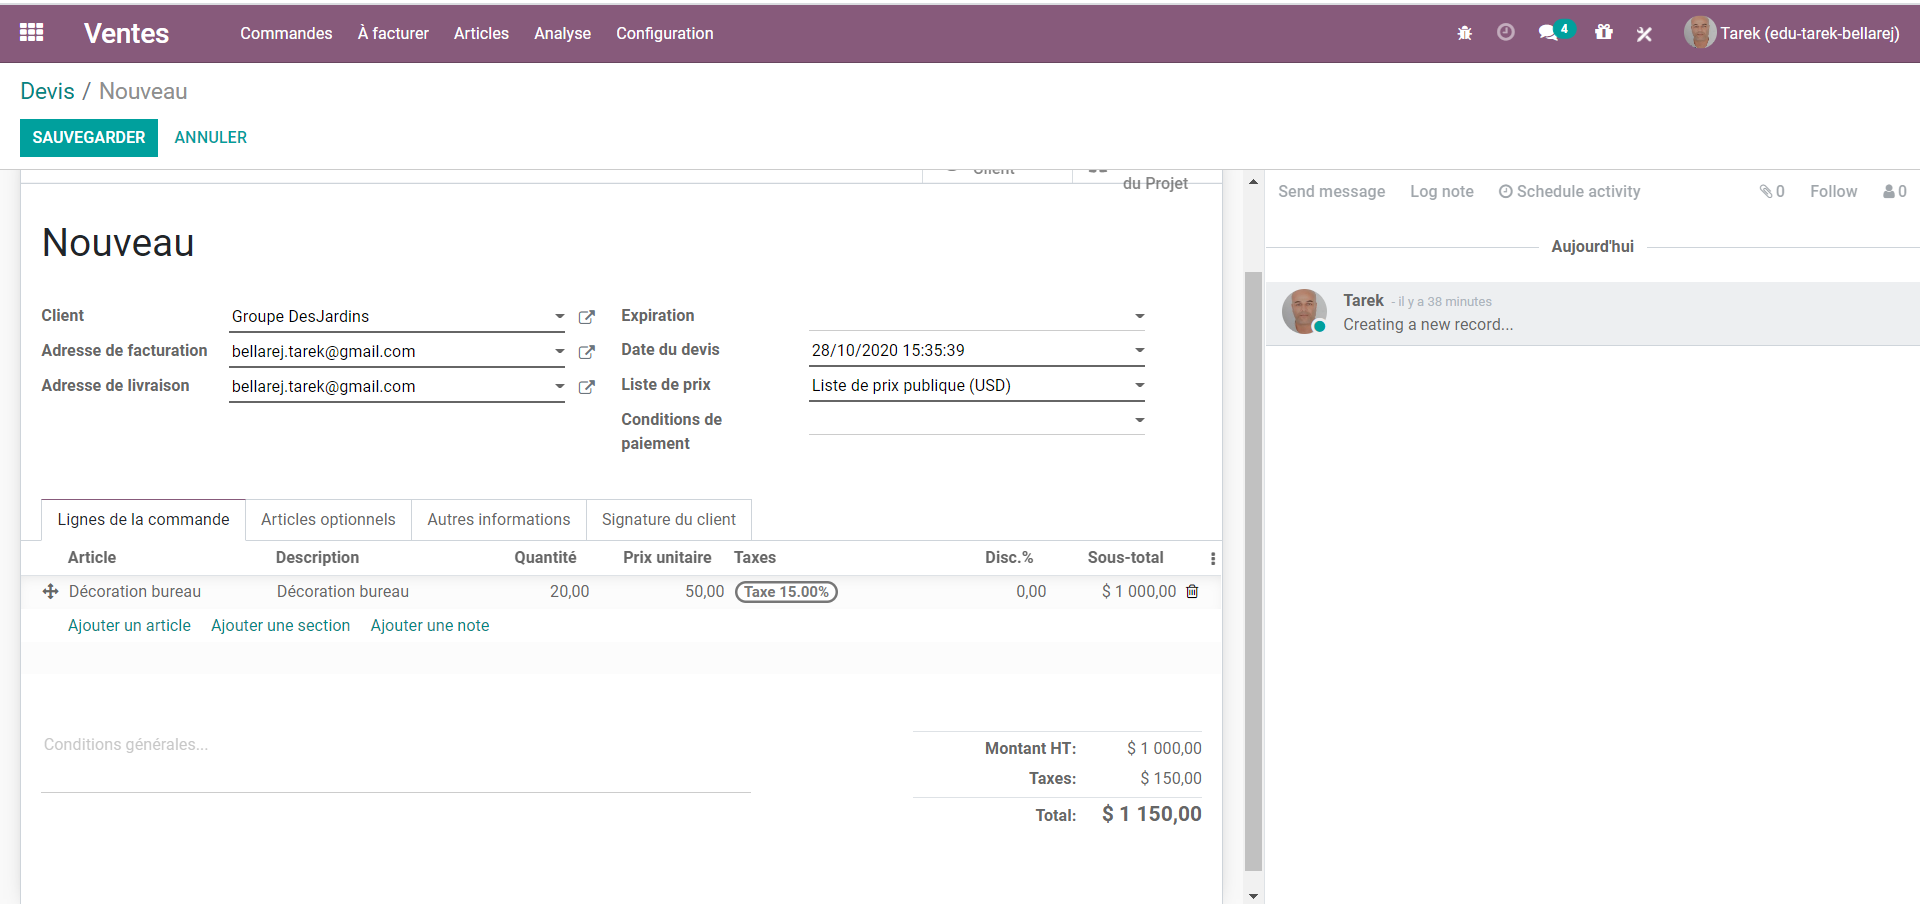 Ventes Commandes À facturer Articles Analyse Configuration 4 Tarek (edu-tarek-bellarej)
Devis / Nouveau
SAUVEGARDER ANNULER
Client
du Projet
Send message Log note Schedule activity 0 Follow 0
Aujourd'hui
Tarek - il y a 38 minutes
Creating a new record...
Nouveau
Client Groupe DesJardins
Adresse de facturation bellarej.tarek@gmail.com
Adresse de livraison bellarej.tarek@gmail.com
Expiration
Date du devis 28/10/2020 15:35:39
Liste de prix Liste de prix publique (USD)
Conditions de
paiement
Lignes de la commande Articles optionnels Autres informations Signature du client
Article Description Quantité Prix unitaire Taxes Disc.% Sous-total
Décoration bureau Décoration bureau 20,00 50,00 Taxe 15.00% 0,00 $ 1 000,00
Ajouter un article Ajouter une section Ajouter une note
Conditions générales...
Montant HT: $ 1 000,00
Taxes: $ 150,00
Total: $ 1 150,00